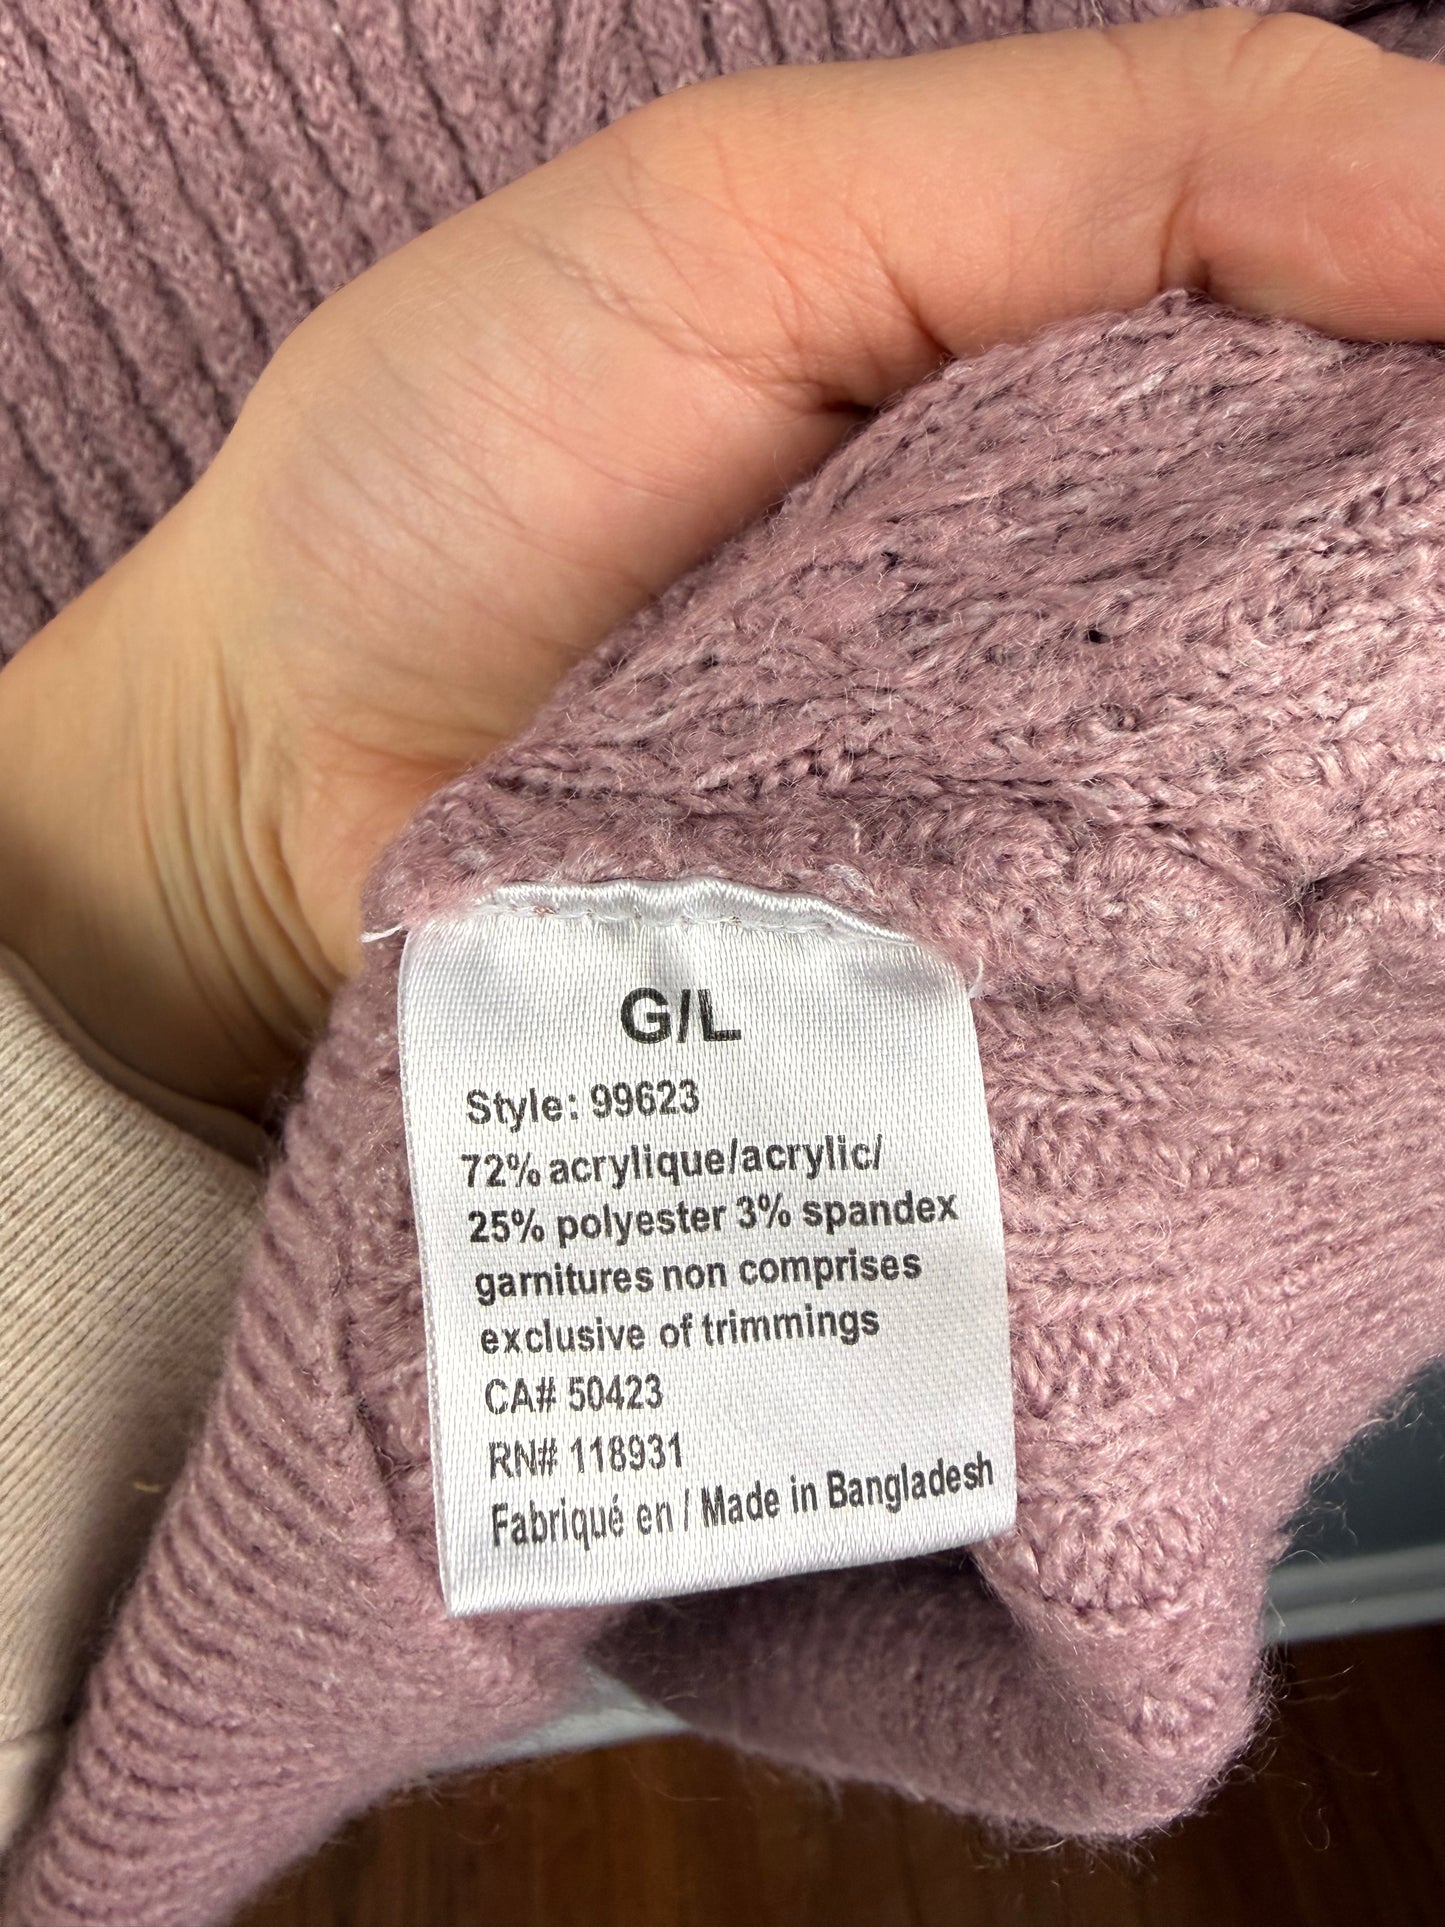 G/L
Style: 99623
72% acrylique/acrylic/
25% polyester 3% spandex
garnitures non comprises
exclusive of trimmings
CA# 50423
RN# 118931
Fabriqué en / Made in Bangladesh